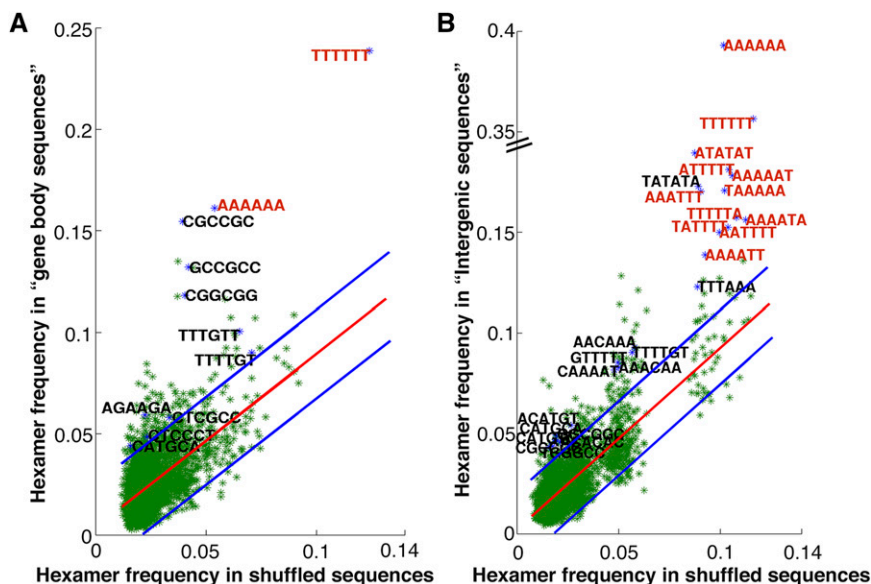 A
Hexamer frequency in “gene body sequences”
0.25
0.2
0.15
0.1
0.05
0
TTTTTT
AAAAAA
CGCCGC
GCCGCC
CGGCGG
TTTGTT
TTTTGT
AGAAGA
CTCGCC
CTCCCT
CATGCA
0
0.05
0.1
0.14
Hexamer frequency in shuffled sequences
B
Hexamer frequency in “Intergenic sequences”
0.4
0.35
0.15
0.1
0.05
0
AAAAAA
TTTTTT
ATATAT
ATTTTT
AAAAAT
TATATA
TAAAAA
AAATTT
TTTTTA
AAAATA
TATTTT
AATTTT
AAAATT
TTTAAA
AACAAA
TTTTGT
GTTTTT
AAACAA
CAAAAT
ACATGT
CATGCA
0
0.05
0.1
0.14
Hexamer frequency in shuffled sequences